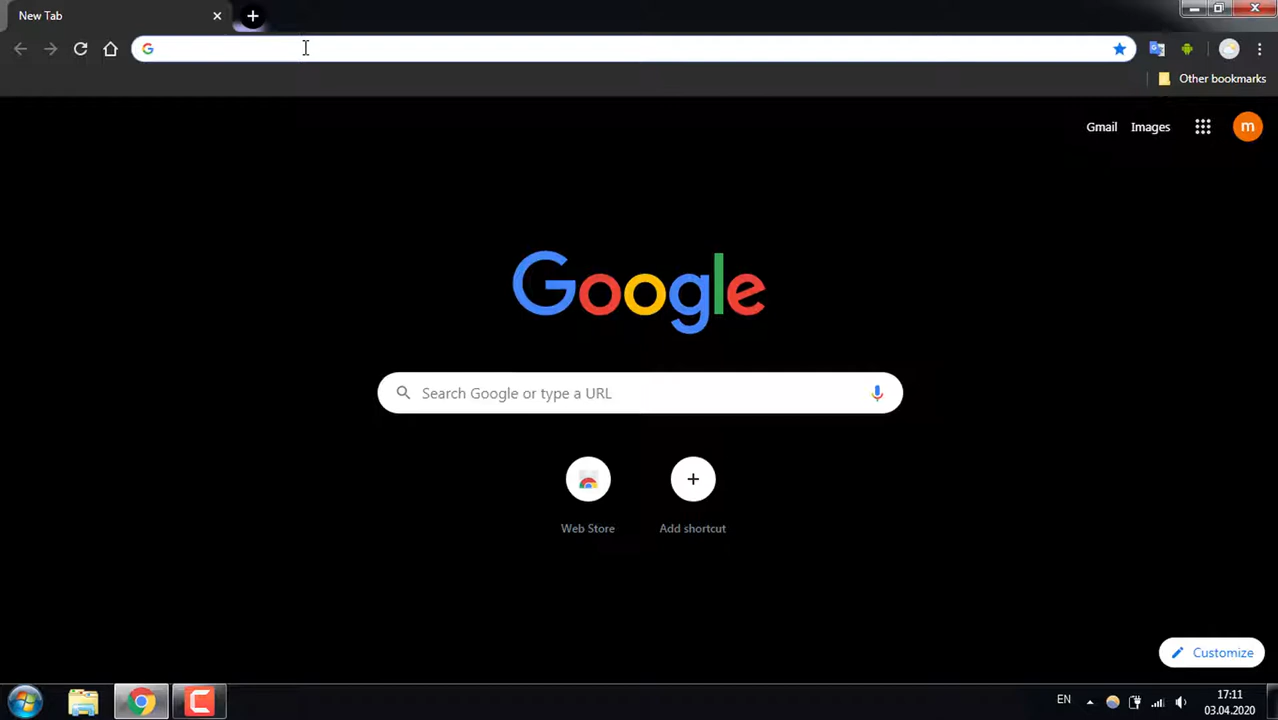 New Tab
Other bookmarks
Gmail
Images
m
Google
Search Google or type a URL
Web Store
Add shortcut
Customize
EN
17:11
03.04.2020